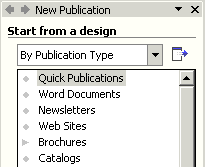 New Publication
Start from a design
By Publication Type
Quick Publications
Word Documents
Newsletters
Web Sites
Brochures
Catalogs